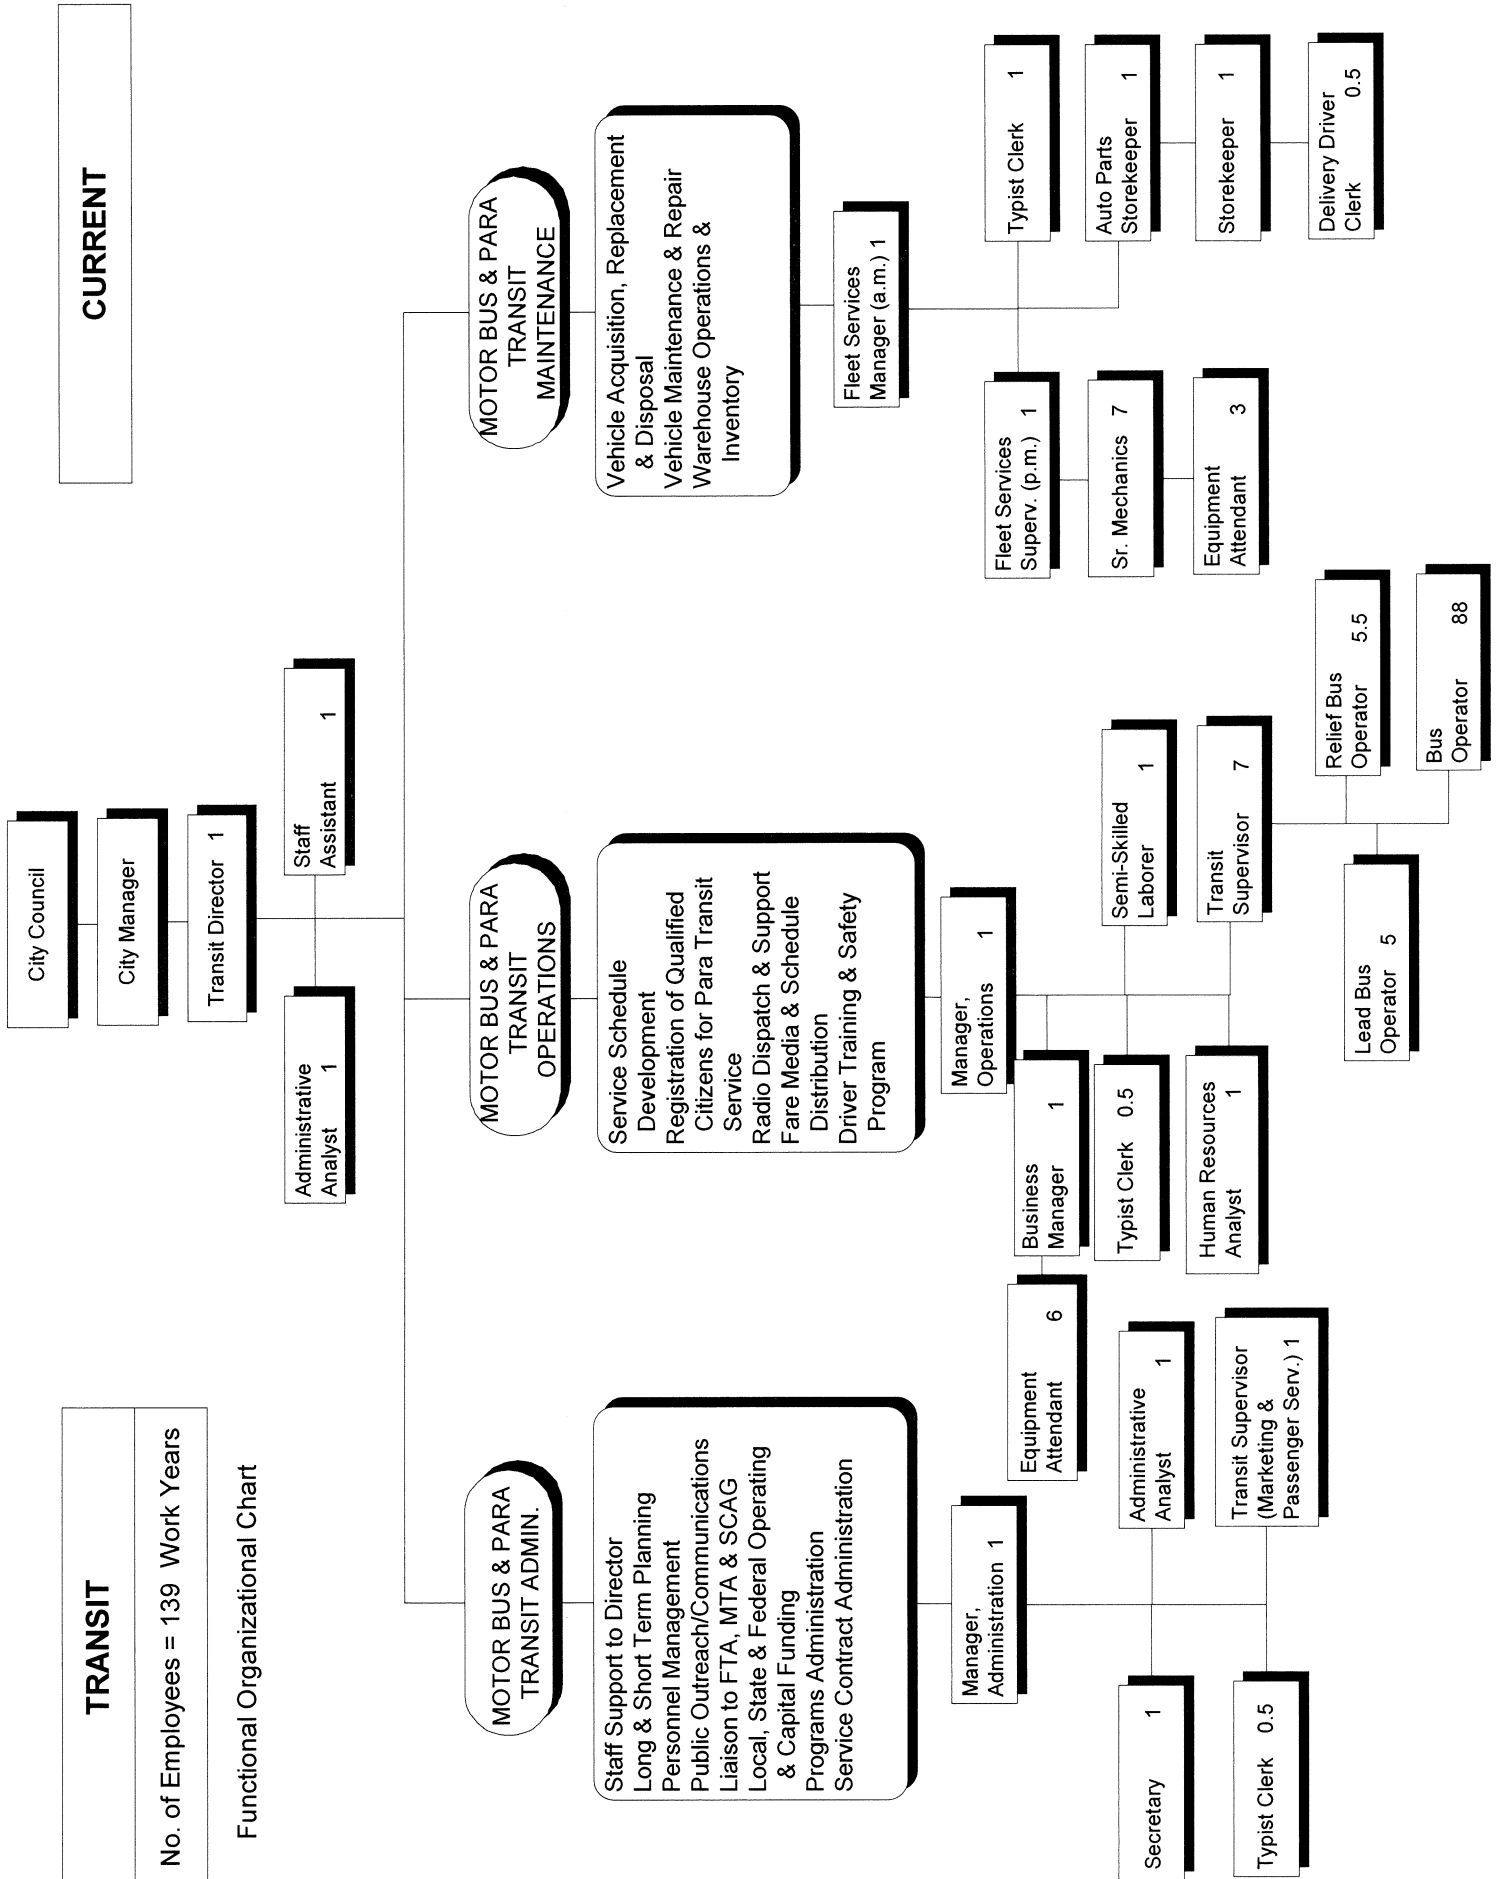 TRANSIT
No. of Employees = 139 Work Years
Functional Organizational Chart
CURRENT
City Council
City Manager
Transit Director 1
Administrative
Analyst 1
Staff
Assistant 1
MOTOR BUS & PARA
TRANSIT ADMIN.
Staff Support to Director
Long & Short Term Planning
Personnel Management
Public Outreach/Communications
Liaison to FTA, MTA & SCAG
Local, State & Federal Operating
& Capital Funding
Programs Administration
Service Contract Administration
Manager,
Administration 1
Secretary 1
Administrative
Analyst 1
Typist Clerk 0.5
Transit Supervisor
(Marketing &
Passenger Serv.) 1
MOTOR BUS & PARA
TRANSIT
OPERATIONS
Service Schedule
Development
Registration of Qualified
Citizens for Para Transit
Service
Radio Dispatch & Support
Fare Media & Schedule
Distribution
Driver Training & Safety
Program
Manager,
Operations 1
Equipment
Attendant 6
Business
Manager 1
Typist Clerk 0.5
Semi-Skilled
Laborer 1
Human Resources
Analyst 1
Transit
Supervisor 7
Lead Bus
Operator 5
Relief Bus
Operator 5.5
Bus
Operator 88
MOTOR BUS & PARA
TRANSIT
MAINTENANCE
Vehicle Acquisition, Replacement
& Disposal
Vehicle Maintenance & Repair
Warehouse Operations &
Inventory
Fleet Services
Manager (a.m.) 1
Fleet Services
Superv. (p.m.) 1
Sr. Mechanics 7
Equipment
Attendant 3
Typist Clerk 1
Auto Parts
Storekeeper 1
Storekeeper 1
Delivery Driver
Clerk 0.5